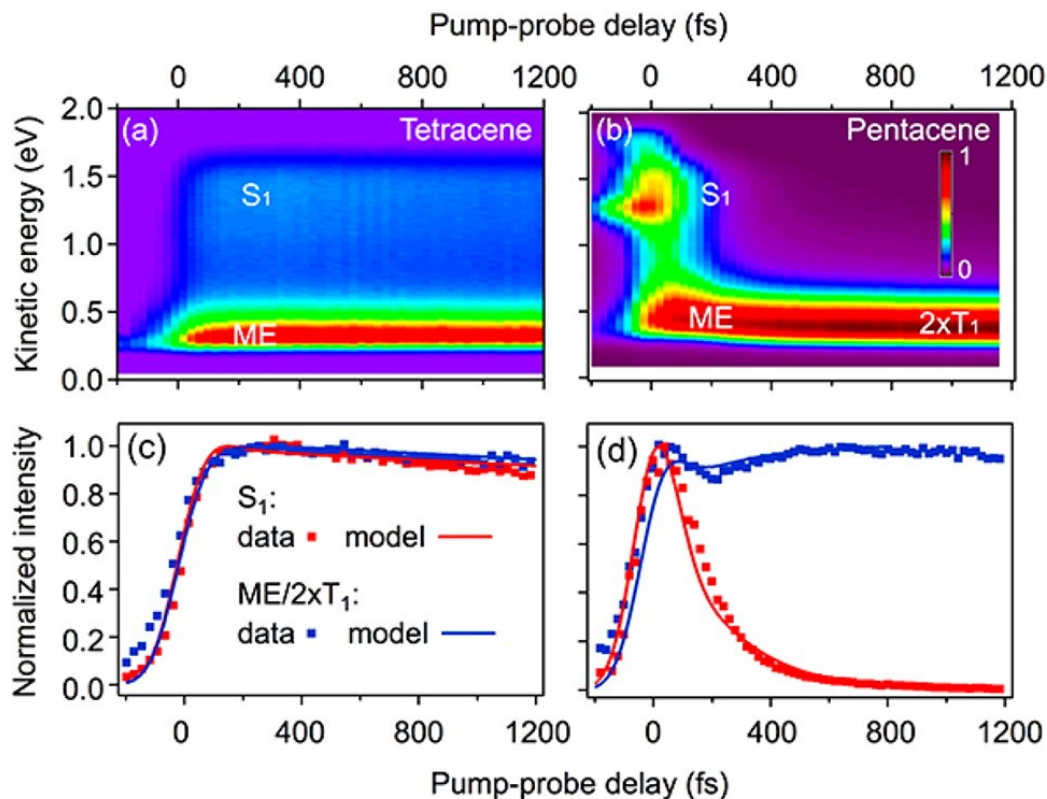 Pump-probe delay (fs)
0 400 800 1200 0 400 800 1200
Kinetic energy (eV)
2.0
1.5
1.0
0.5
0.0
(a) Tetracene
S₁
ME
(b) Pentacene
1
0
S₁
ME 2xT₁
Normalized intensity
1.0
0.8
0.6
0.4
0.2
0.0
(c)
S₁:
data model
ME/2xT₁:
data model
(d)
0 400 800 1200 0 400 800 1200
Pump-probe delay (fs)